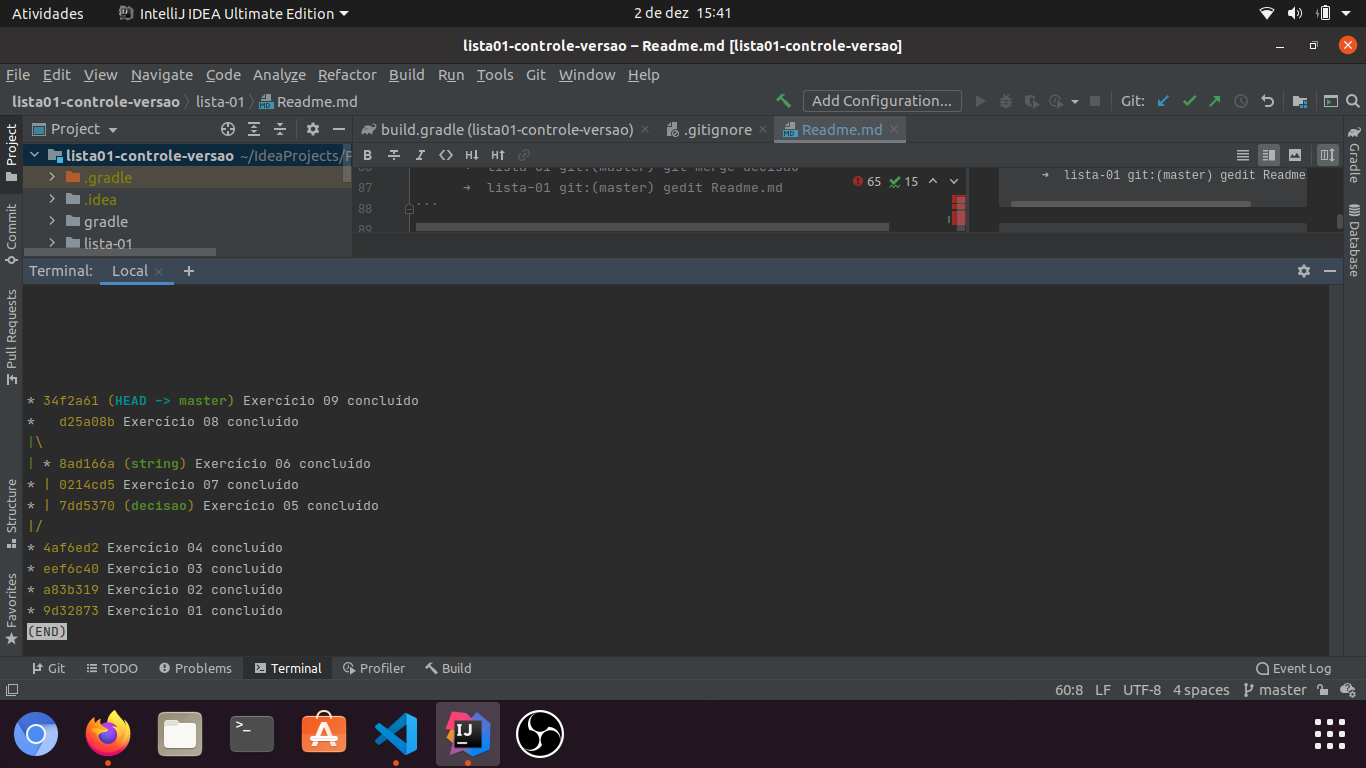 Atividades IntelliJ IDEA Ultimate Edition 2 de dez 15:41
lista01-controle-versao – Readme.md [lista01-controle-versao]
File Edit View Navigate Code Analyze Refactor Build Run Tools Git Window Help
lista01-controle-versao lista-01 Readme.md Add Configuration... Git:
Project build.gradle (lista01-controle-versao) .gitignore Readme.md
lista01-controle-versao ~/IdeaProjects/P
.gradle
.idea
gradle
lista-01
B I <> H↓ H↑
86 → lista-01 git:(master) git merge decisao
87 → lista-01 git:(master) gedit Readme.md
88 ```
89
65 15
→ lista-01 git:(master) gedit Readme
Terminal: Local × +
* 34f2a61 (HEAD -> master) Exercício 09 concluído
*   d25a08b Exercício 08 concluído
|\
| * 8ad166a (string) Exercício 06 concluído
* | 0214cd5 Exercício 07 concluído
* | 7dd5370 (decisao) Exercício 05 concluído
|/
* 4af6ed2 Exercício 04 concluído
* eef6c40 Exercício 03 concluído
* a83b319 Exercício 02 concluído
* 9d32873 Exercício 01 concluído
(END)
Project
Commit
Pull Requests
Structure
Favorites
Gradle
Database
Git TODO Problems Terminal Profiler Build Event Log
60:8 LF UTF-8 4 spaces master